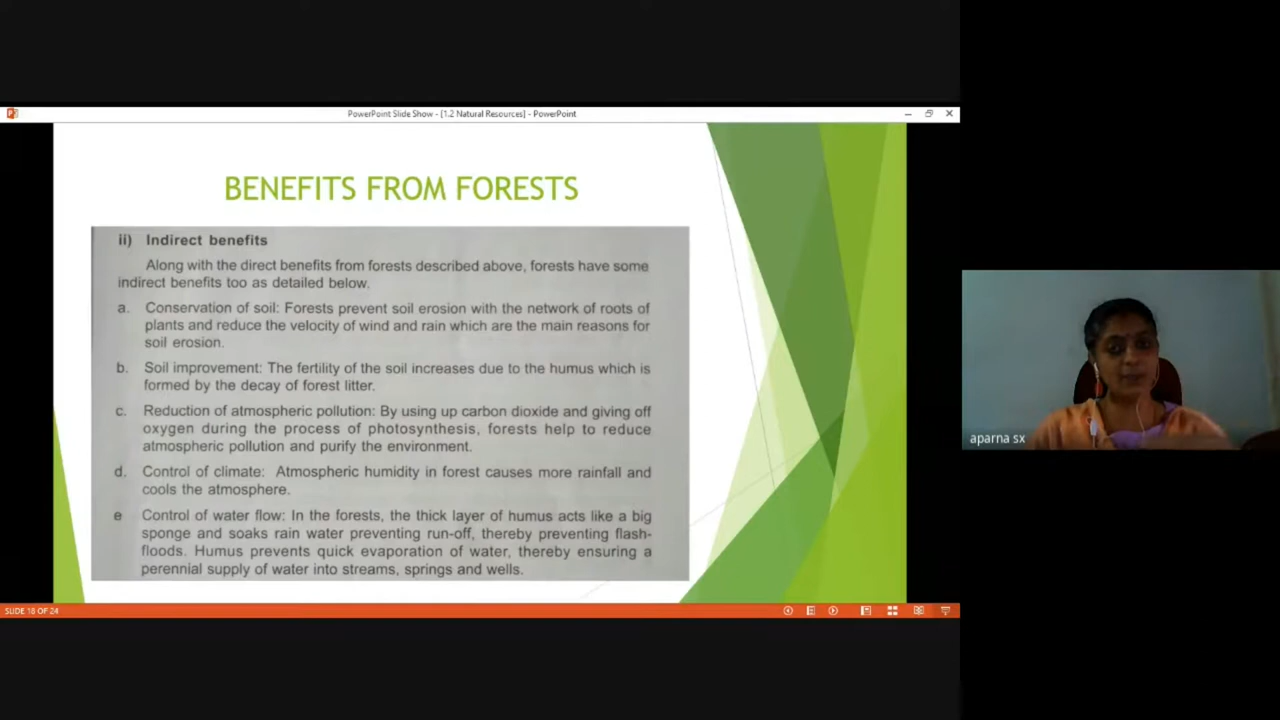 PowerPoint Slide Show - [1.2 Natural Resources] - PowerPoint
BENEFITS FROM FORESTS
ii) Indirect benefits
Along with the direct benefits from forests described above, forests have some
indirect benefits too as detailed below.
a. Conservation of soil: Forests prevent soil erosion with the network of roots of
plants and reduce the velocity of wind and rain which are the main reasons for
soil erosion.
b. Soil improvement: The fertility of the soil increases due to the humus which is
formed by the decay of forest litter.
c. Reduction of atmospheric pollution: By using up carbon dioxide and giving off
oxygen during the process of photosynthesis, forests help to reduce
atmospheric pollution and purify the environment.
d. Control of climate: Atmospheric humidity in forest causes more rainfall and
cools the atmosphere.
e Control of water flow: In the forests, the thick layer of humus acts like a big
sponge and soaks rain water preventing run-off, thereby preventing flash-
floods. Humus prevents quick evaporation of water, thereby ensuring a
perennial supply of water into streams, springs and wells.
SLIDE 18 OF 24
aparna sx